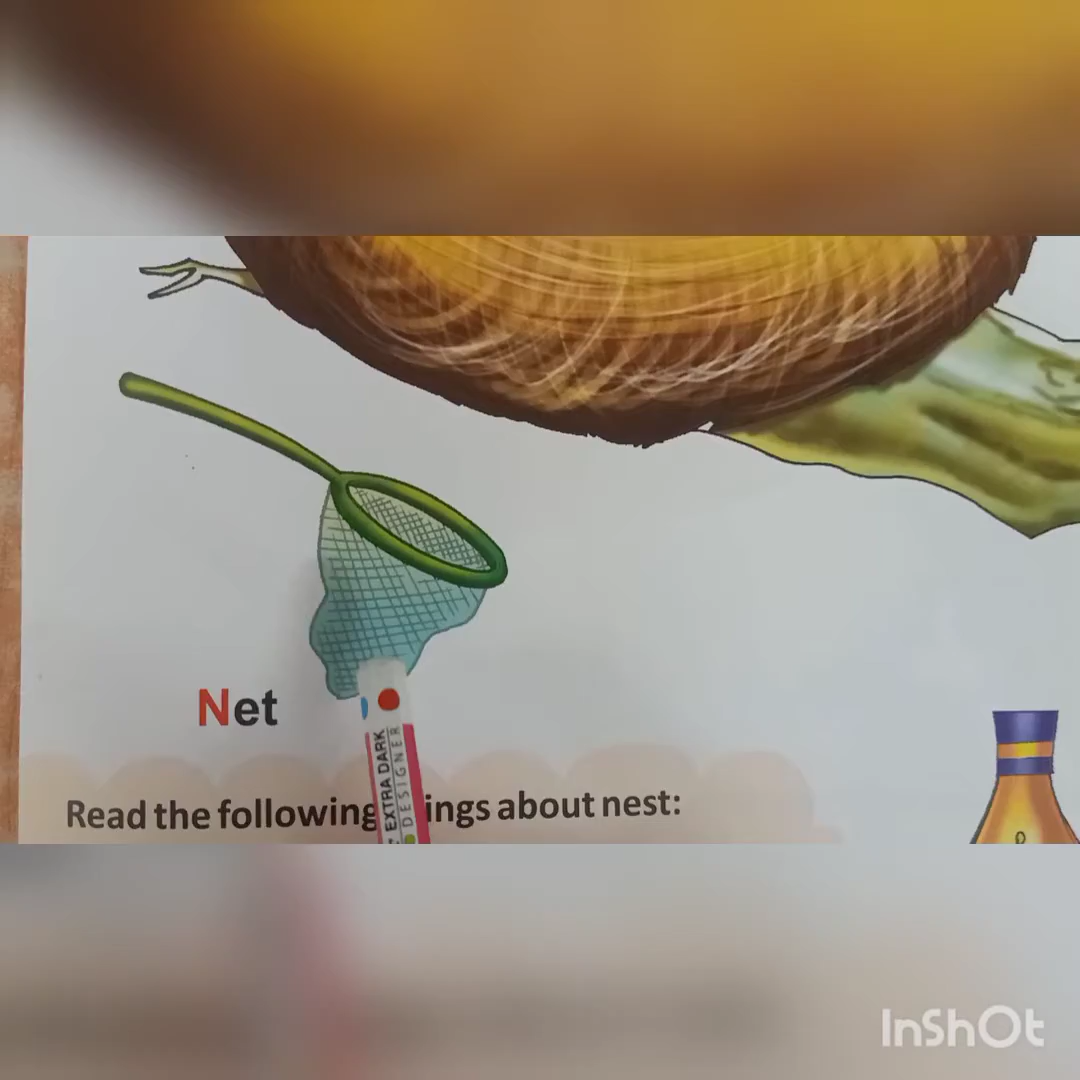 Net
Read the following ings about nest:
EXTRA DARK
DESIGNER
InShOt